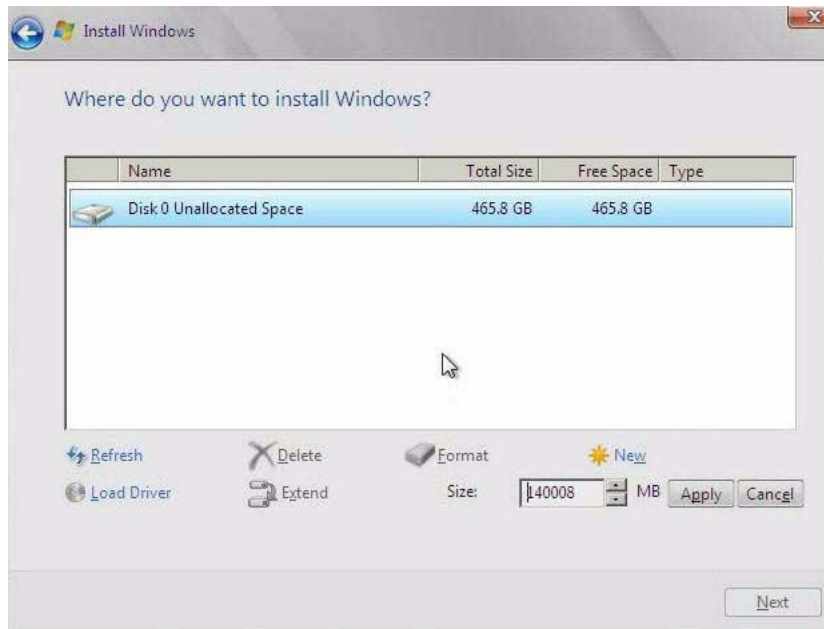 Install Windows
Where do you want to install Windows?
Name Total Size Free Space Type
Disk 0 Unallocated Space 465.8 GB 465.8 GB
Refresh Delete Format New
Load Driver Extend Size: 140008 MB Apply Cancel
Next